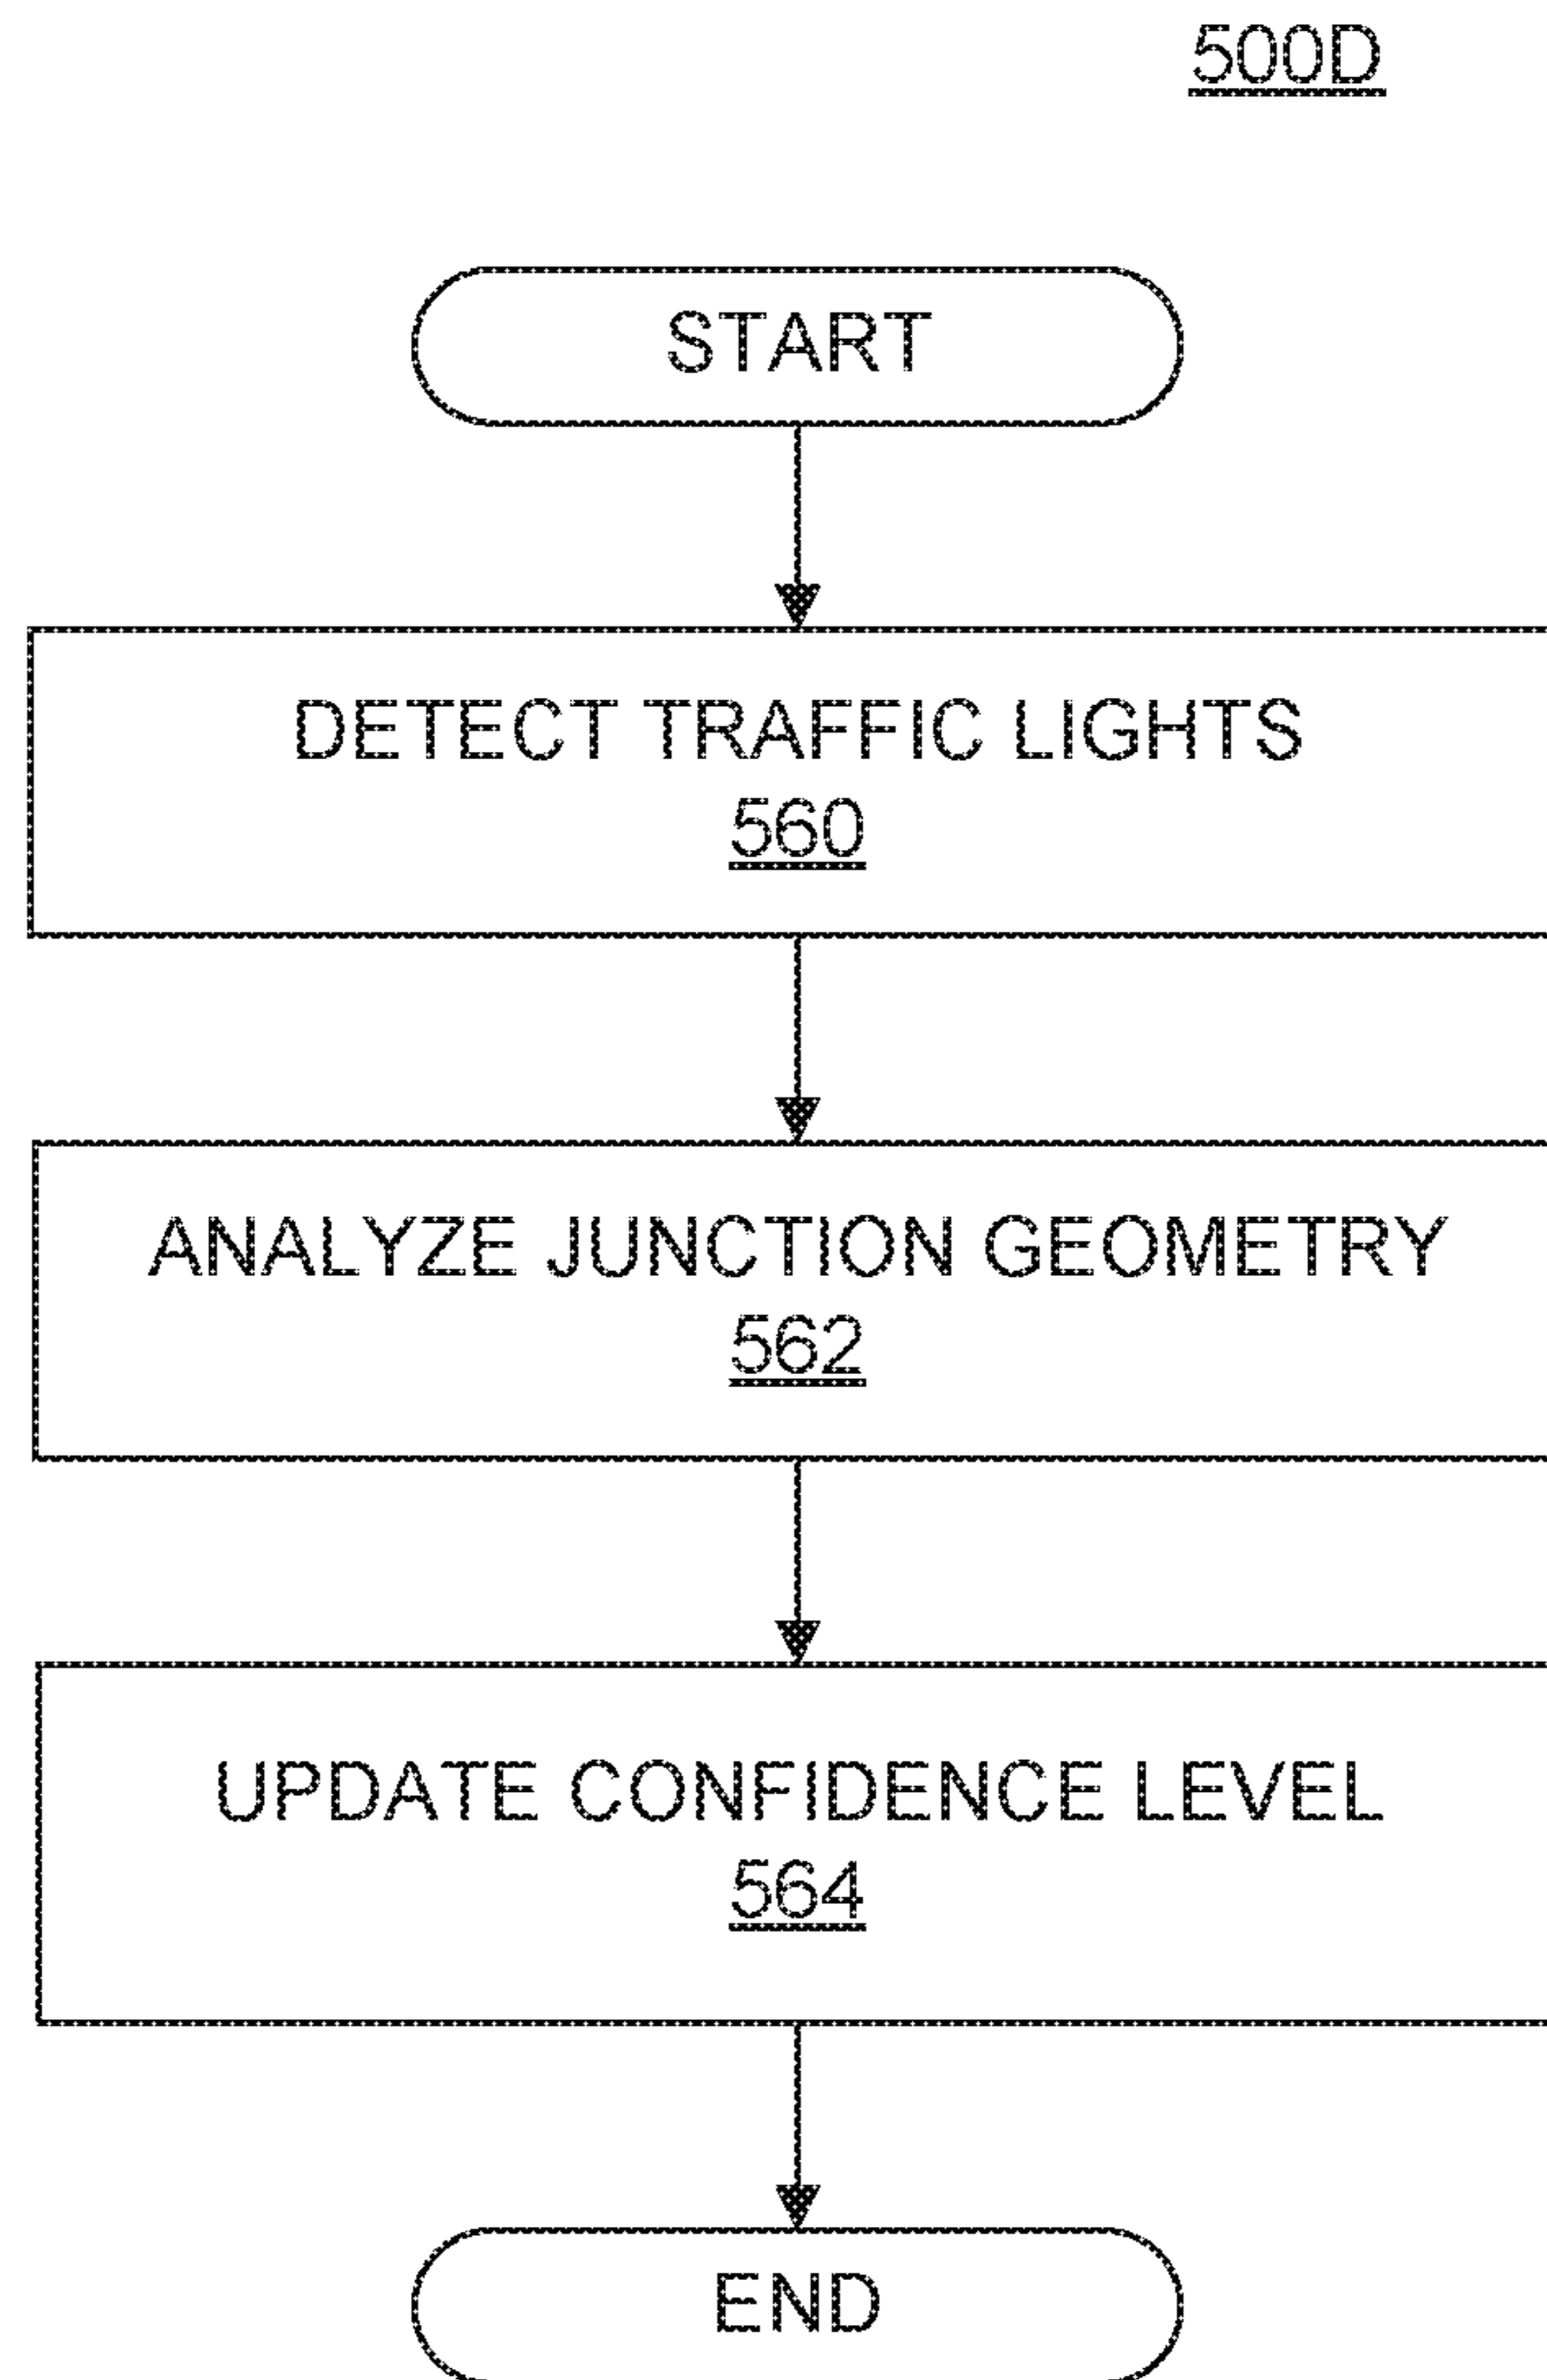 500D
START
DETECT TRAFFIC LIGHTS
560
ANALYZE JUNCTION GEOMETRY
562
UPDATE CONFIDENCE LEVEL
564
END